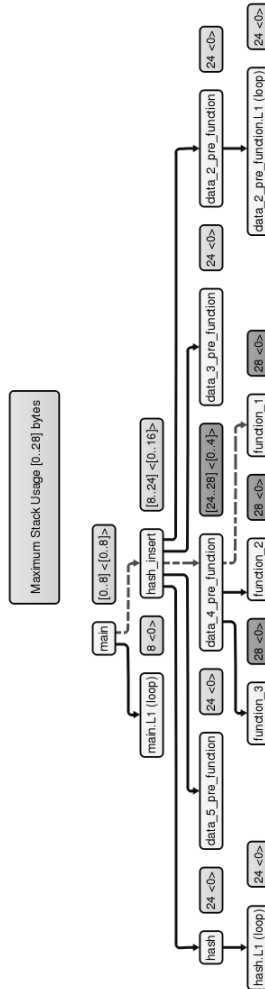 Maximum Stack Usage [0..28] bytes
main
[0..8] <[0..8]>
main.L1 (loop)
8 <0>
hash_insert
[8..24] <[0..16]>
hash
24 <0>
data_5_pre_function
24 <0>
data_4_pre_function
[24..28] <[0..4]>
data_3_pre_function
24 <0>
data_2_pre_function
24 <0>
hash.L1 (loop)
24 <0>
function_3
28 <0>
function_2
28 <0>
function_1
28 <0>
data_2_pre_function.L1 (loop)
24 <0>